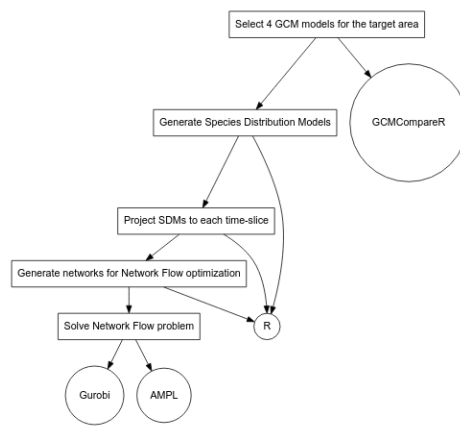 Select 4 GCM models for the target area
GCMCompareR
Generate Species Distribution Models
Project SDMs to each time-slice
Generate networks for Network Flow optimization
Solve Network Flow problem
R
Gurobi
AMPL